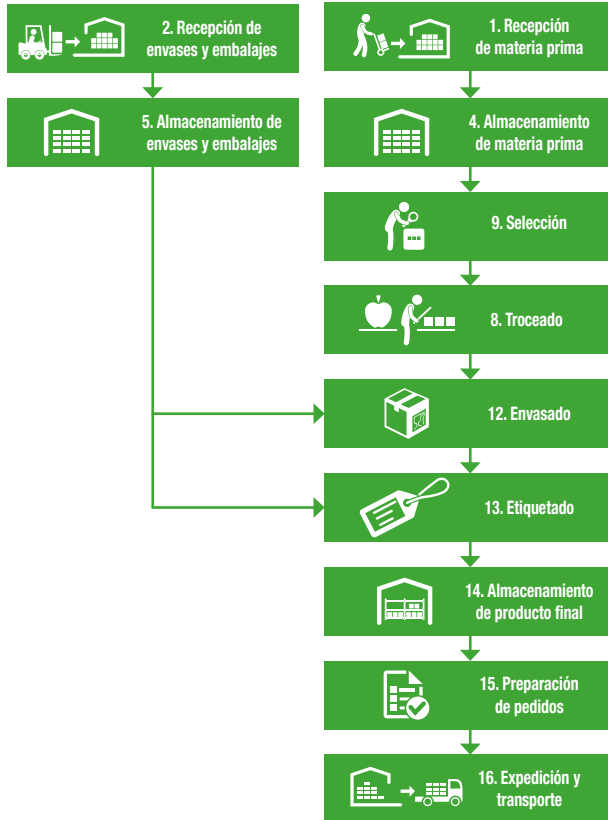 2. Recepción de
envases y embalajes
1. Recepción
de materia prima
5. Almacenamiento de
envases y embalajes
4. Almacenamiento
de materia prima
9. Selección
8. Troceado
12. Envasado
13. Etiquetado
14. Almacenamiento
de producto final
15. Preparación
de pedidos
16. Expedición y
transporte